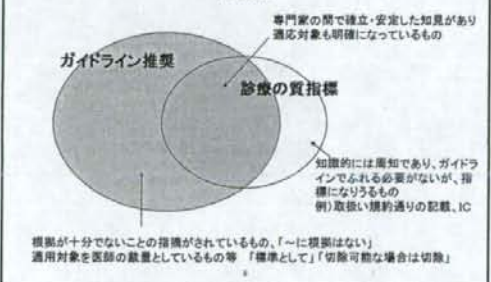 専門家の間で確立・安定した知見があり
適応対象も明確になっているもの
ガイドライン推奨
診療の質指標
知識的には周知であり、ガイドラ
インでふれる必要がないが、指
標になりうるもの
例)取扱い規約通りの記載、IC
根拠が十分でないことの指摘がされているもの、「～に根拠はない」
適用対象を医師の裁量としているもの等 「標準として」「切除可能な場合は切除」